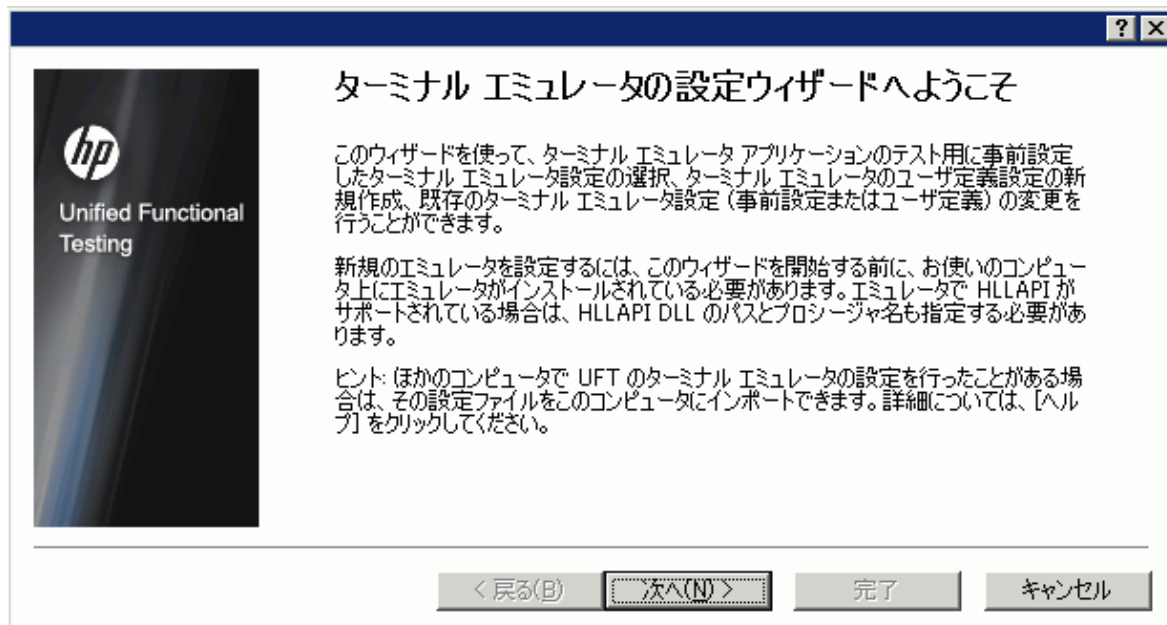 ? ×
ターミナル エミュレータの設定ウィザードへようこそ
hp
Unified Functional
Testing
このウィザードを使って、ターミナル エミュレータ アプリケーションのテスト用に事前設定
したターミナル エミュレータ設定の選択、ターミナル エミュレータのユーザ定義設定の新
規作成、既存のターミナル エミュレータ設定 (事前設定またはユーザ定義) の変更を
行うことができます。
新規のエミュレータを設定するには、このウィザードを開始する前に、お使いのコンピュー
タ上にエミュレータがインストールされている必要があります。エミュレータで HLLAPI が
サポートされている場合は、HLLAPI DLL のパスとプロシージャ名も指定する必要があ
ります。
ヒント: ほかのコンピュータで UFT のターミナル エミュレータの設定を行ったことがある場
合は、その設定ファイルをこのコンピュータにインポートできます。詳細については、[ヘル
プ] をクリックしてください。
< 戻る(B) 次へ(N) > 完了 キャンセル